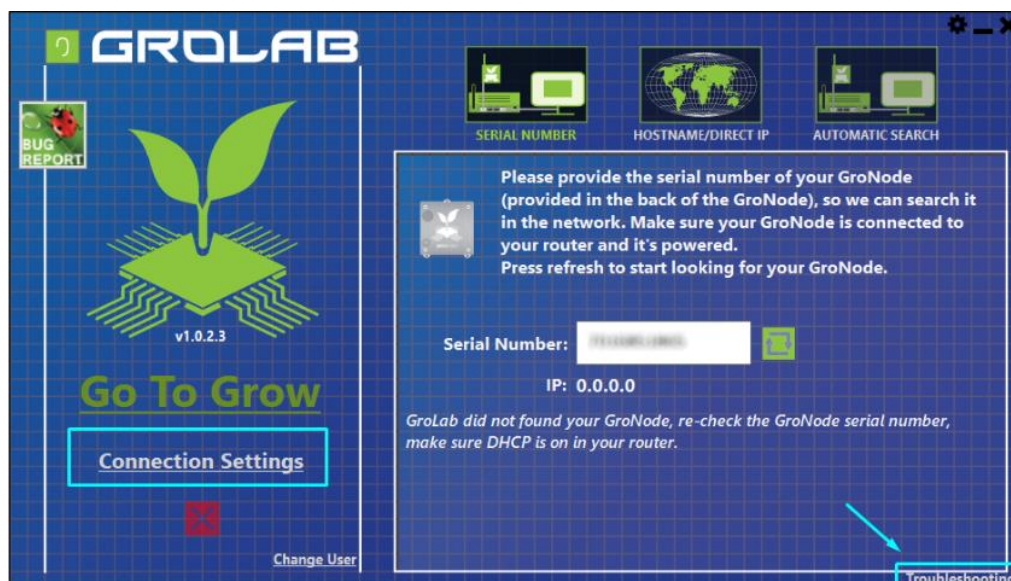 GROLAB
BUG
REPORT
v1.0.2.3
Go To Grow
Connection Settings
Change User
SERIAL NUMBER
HOSTNAME/DIRECT IP
AUTOMATIC SEARCH
Please provide the serial number of your GroNode
(provided in the back of the GroNode), so we can search it
in the network. Make sure your GroNode is connected to
your router and it's powered.
Press refresh to start looking for your GroNode.
Serial Number:
IP: 0.0.0.0
GroLab did not found your GroNode, re-check the GroNode serial number,
make sure DHCP is on in your router.
Troubleshooting